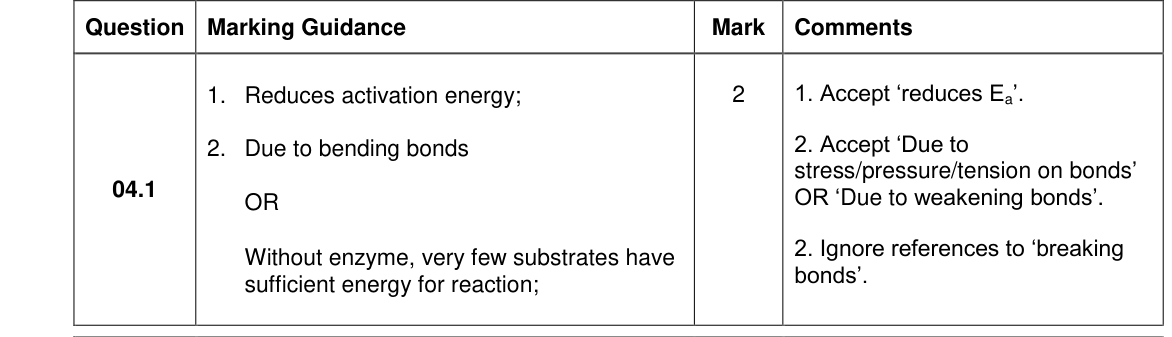 Question Marking Guidance Mark Comments
04.1
1. Reduces activation energy;
2. Due to bending bonds
OR
Without enzyme, very few substrates have
sufficient energy for reaction;
2
1. Accept ‘reduces Eₐ’.
2. Accept ‘Due to
stress/pressure/tension on bonds’
OR ‘Due to weakening bonds’.
2. Ignore references to ‘breaking
bonds’.